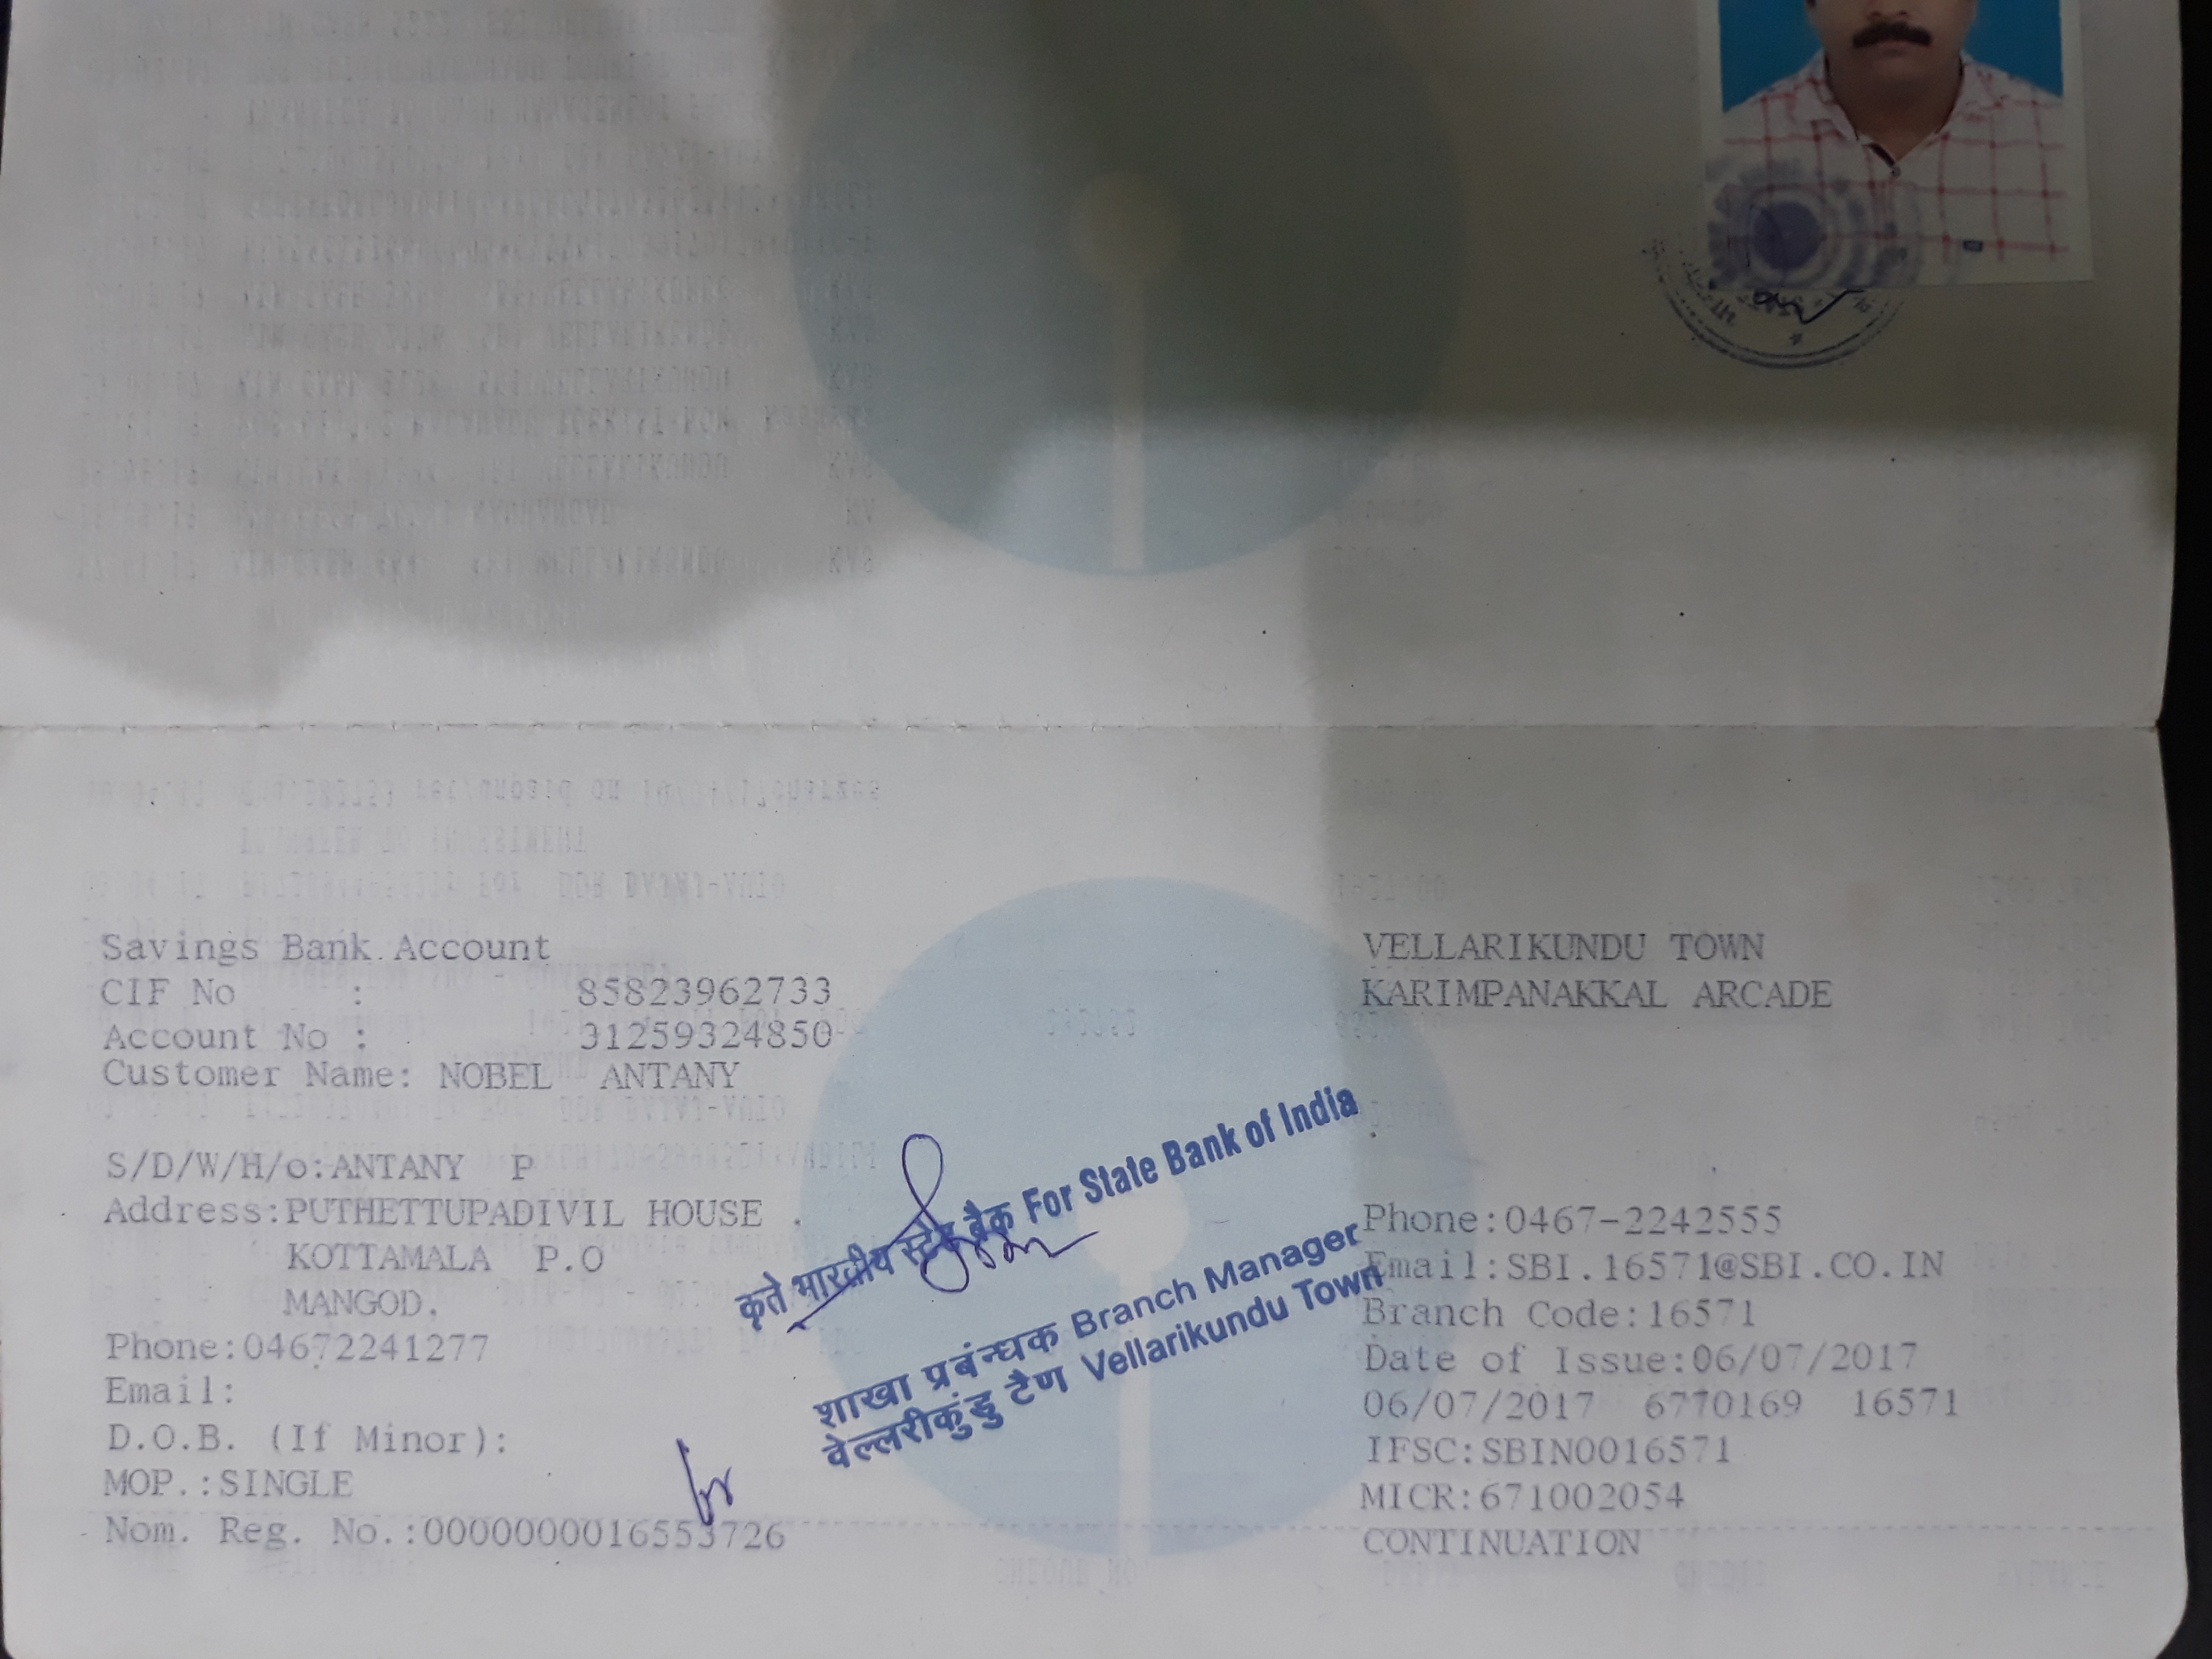 Savings Bank Account
CIF No : 85823962733
Account No : 31259324850
Customer Name: NOBEL ANTANY
S/D/W/H/o:ANTANY P
Address:PUTHETTUPADIVIL HOUSE
KOTTAMALA P.O
MANGOD.
Phone:04672241277
Email:
D.O.B. (If Minor):
MOP.:SINGLE
Nom. Reg. No.:0000000016553726
VELLARIKUNDU TOWN
KARIMPANAKKAL ARCADE
Phone:0467-2242555
Email:SBI.16571@SBI.CO.IN
Branch Code:16571
Date of Issue:06/07/2017
06/07/2017 6770169 16571
IFSC:SBIN0016571
MICR:671002054
CONTINUATION
कृते भारतीय स्टेट बैंक For State Bank of India
शाखा प्रबंन्धक Branch Manager
वेल्लरीकुंडु टैण Vellarikundu Town